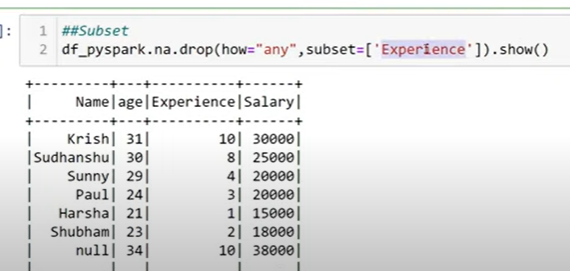 ]:
1 ##Subset
2 df_pyspark.na.drop(how="any",subset=['Experience']).show()
+---------+---+----------+------+
|     Name|age|Experience|Salary|
+---------+---+----------+------+
|    Krish| 31|        10| 30000|
|Sudhanshu| 30|         8| 25000|
|    Sunny| 29|         4| 20000|
|     Paul| 24|         3| 20000|
|   Harsha| 21|         1| 15000|
|  Shubham| 23|         2| 18000|
|     null| 34|        10| 38000|